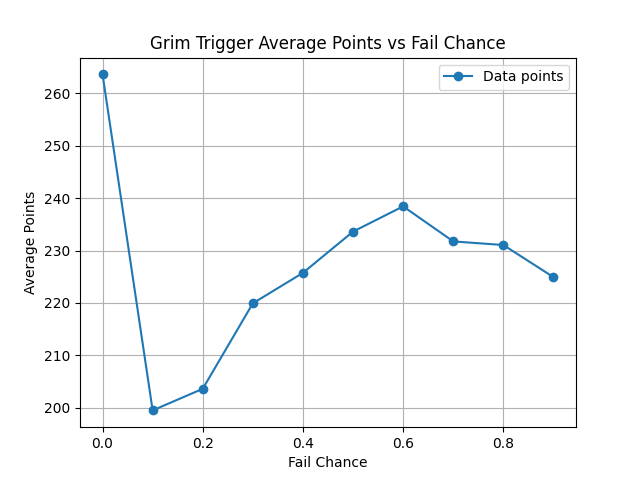 Grim Trigger Average Points vs Fail Chance
Data points
260
250
240
230
220
210
200
Average Points
0.0 0.2 0.4 0.6 0.8
Fail Chance